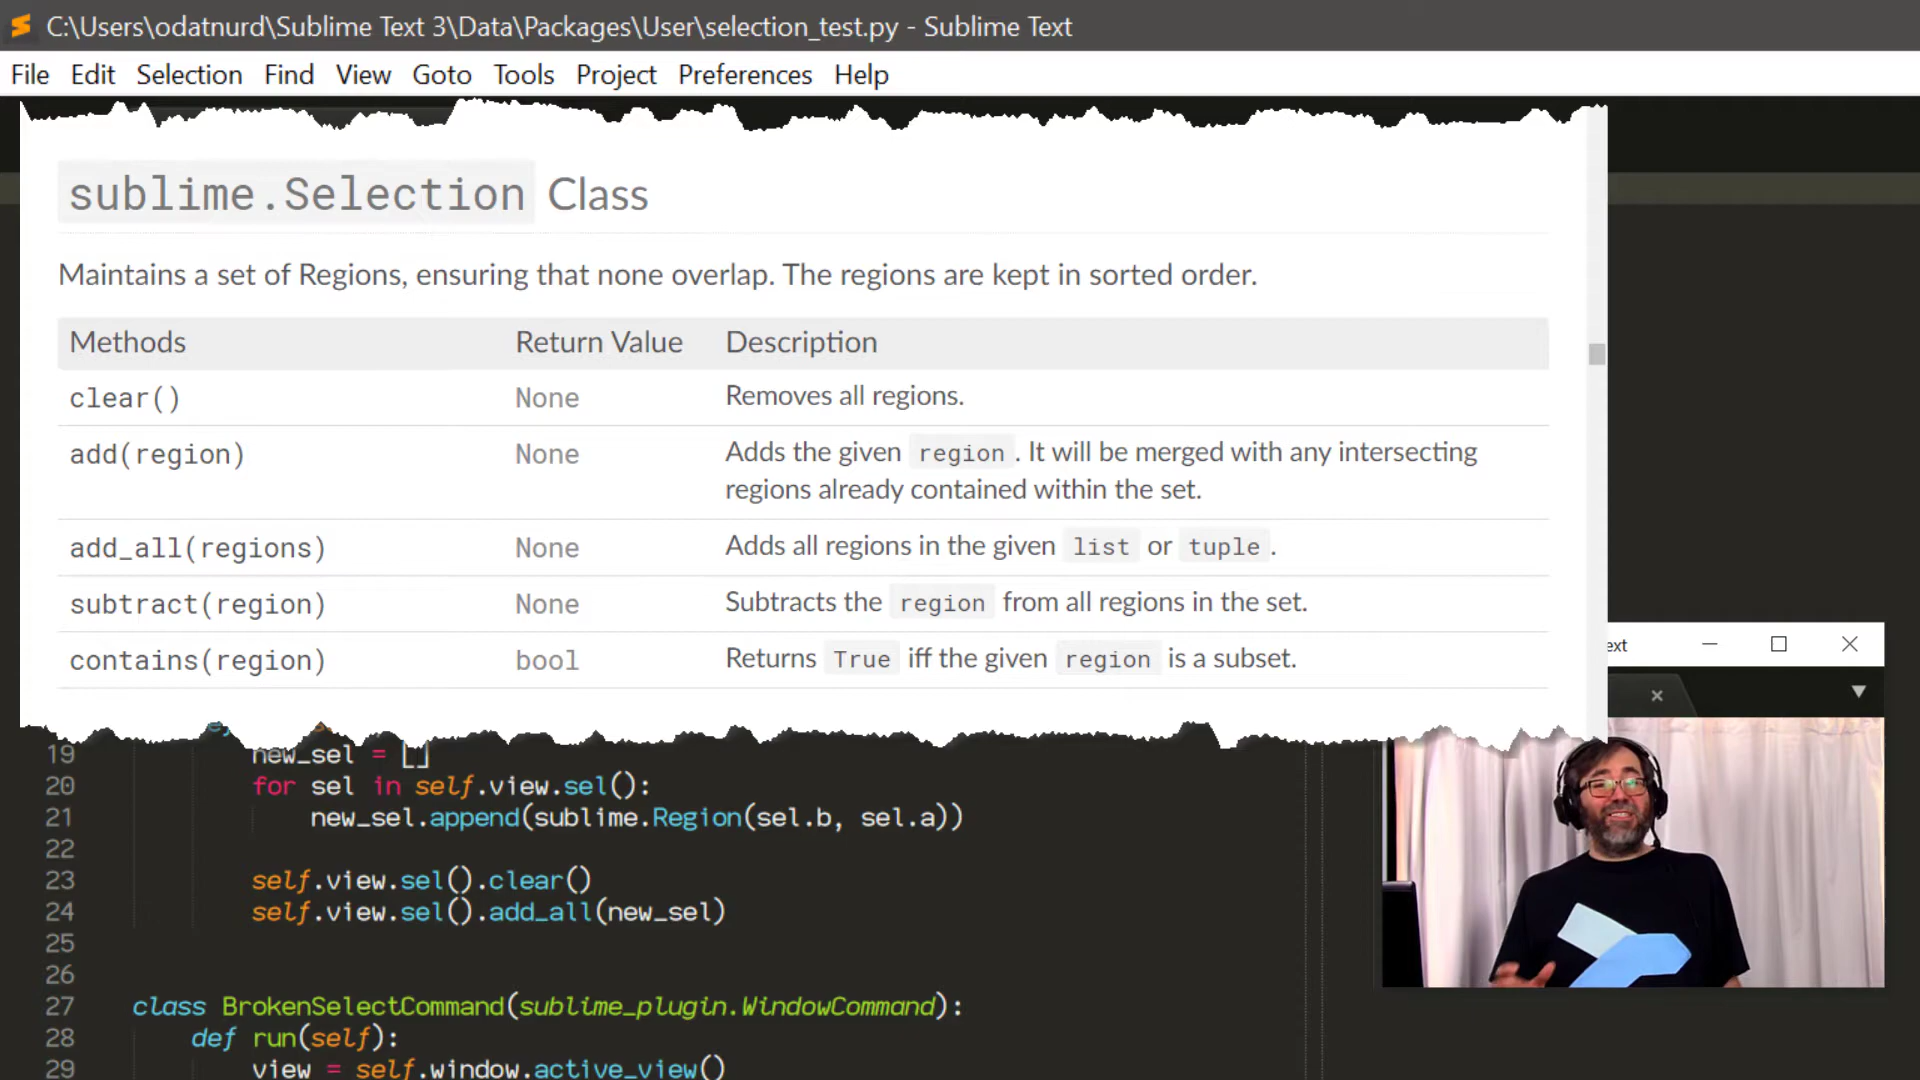 C:\Users\odatnurd\Sublime Text 3\Data\Packages\User\selection_test.py - Sublime Text
File Edit Selection Find View Goto Tools Project Preferences Help
sublime.Selection Class
Maintains a set of Regions, ensuring that none overlap. The regions are kept in sorted order.
Methods Return Value Description
clear() None Removes all regions.
add(region) None Adds the given region. It will be merged with any intersecting
regions already contained within the set.
add_all(regions) None Adds all regions in the given list or tuple.
subtract(region) None Subtracts the region from all regions in the set.
contains(region) bool Returns True iff the given region is a subset.
ext
19 new_sel = []
20 for sel in self.view.sel():
21 new_sel.append(sublime.Region(sel.b, sel.a))
22
23 self.view.sel().clear()
24 self.view.sel().add_all(new_sel)
25
26
27 class BrokenSelectCommand(sublime_plugin.WindowCommand):
28 def run(self):
29 view = self.window.active_view()